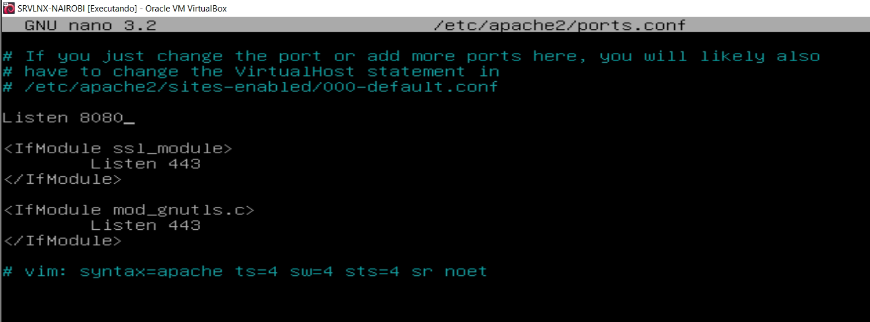 SRVLNX-NAIROBI [Executando] - Oracle VM VirtualBox
GNU nano 3.2 /etc/apache2/ports.conf
# If you just change the port or add more ports here, you will likely also
# have to change the VirtualHost statement in
# /etc/apache2/sites-enabled/000-default.conf
Listen 8080_
<IfModule ssl_module>
Listen 443
</IfModule>
<IfModule mod_gnutls.c>
Listen 443
</IfModule>
# vim: syntax=apache ts=4 sw=4 sts=4 sr noet